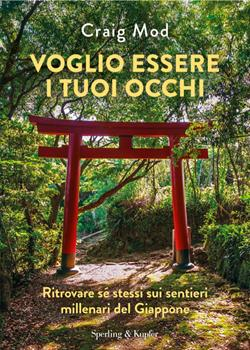 Craig Mod
VOGLIO ESSERE
I TUOI OCCHI
Ritrovare se stessi sui sentieri
millenari del Giappone
Sperling & Kupfer